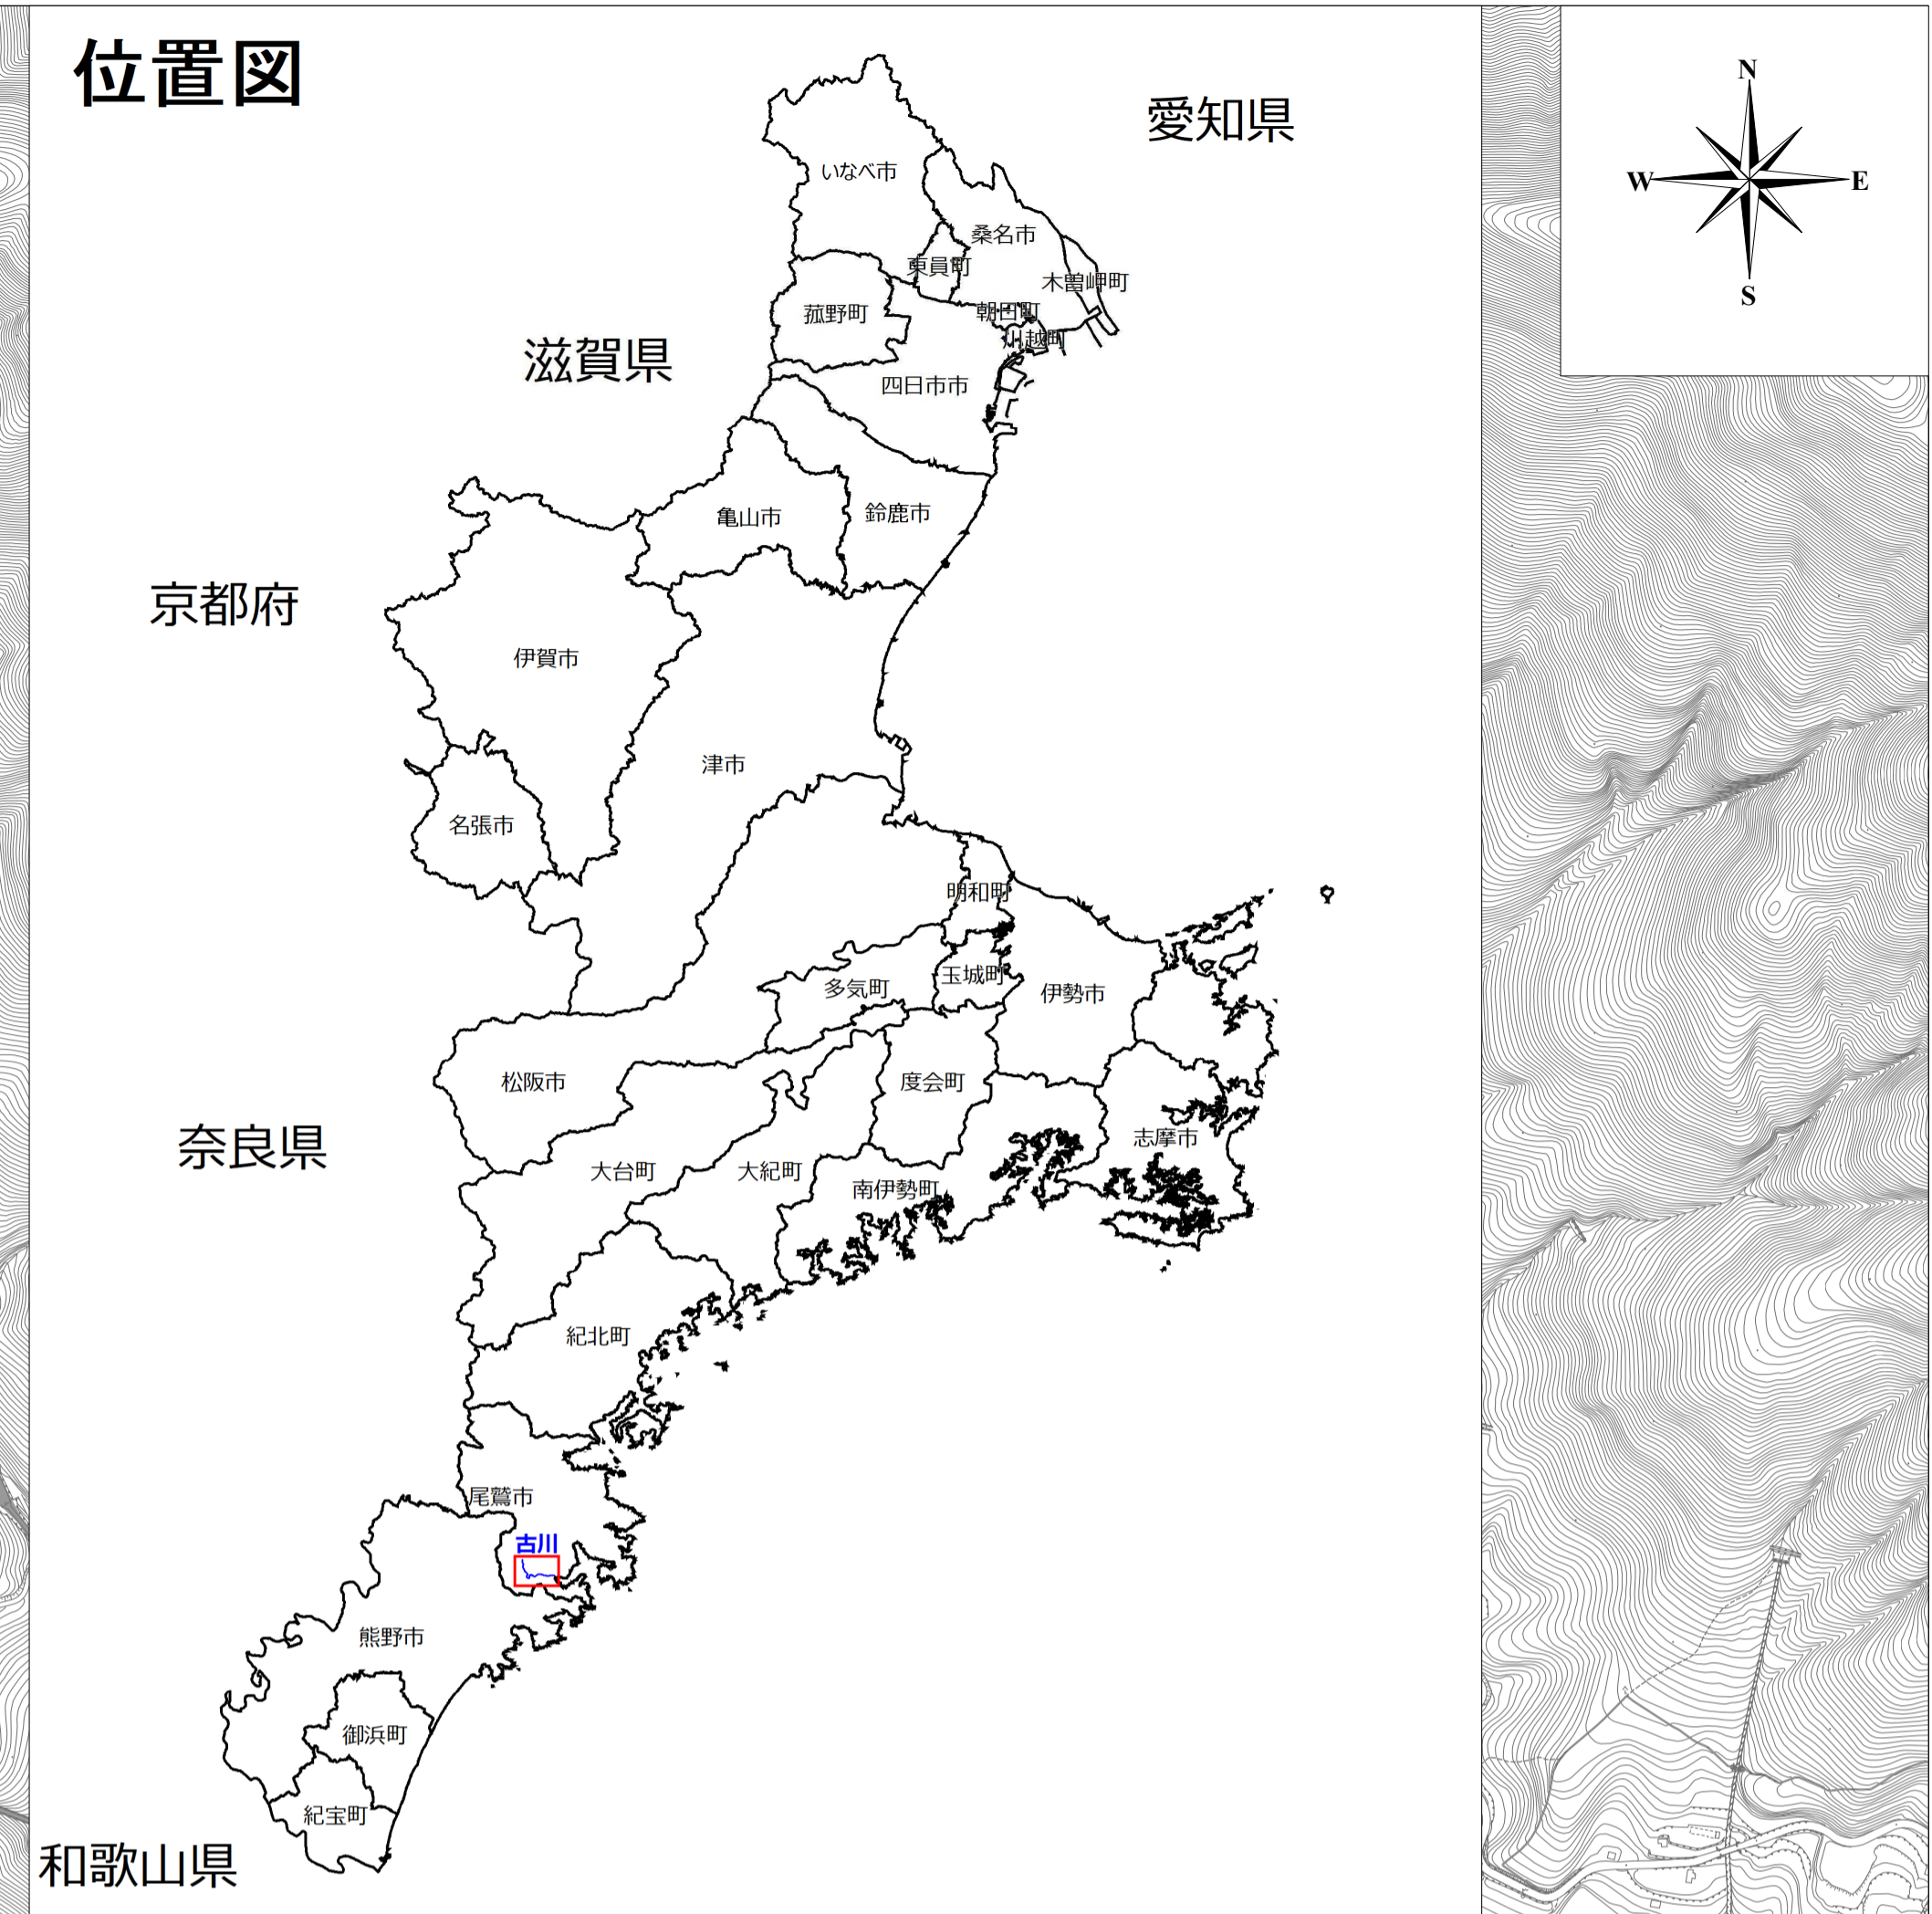 位置図
愛知県
N
W
E
S
いなべ市
桑名市
東員町
木曽岬町
菰野町
朝日町
川越町
滋賀県
四日市市
亀山市
鈴鹿市
京都府
伊賀市
津市
名張市
明和町
多気町
玉城町
伊勢市
松阪市
度会町
奈良県
志摩市
大台町
大紀町
南伊勢町
紀北町
尾鷲市
古川
熊野市
御浜町
紀宝町
和歌山県